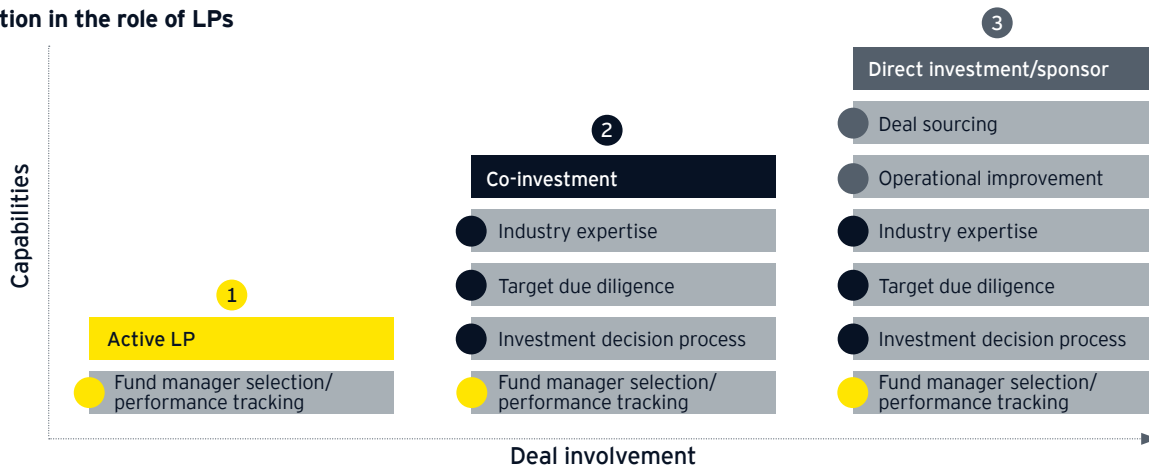 tion in the role of LPs
3
Direct investment/sponsor
Deal sourcing
2
Co-investment
Operational improvement
Capabilities
Industry expertise
Industry expertise
1
Target due diligence
Target due diligence
Active LP
Investment decision process
Investment decision process
Fund manager selection/
performance tracking
Fund manager selection/
performance tracking
Fund manager selection/
performance tracking
Deal involvement